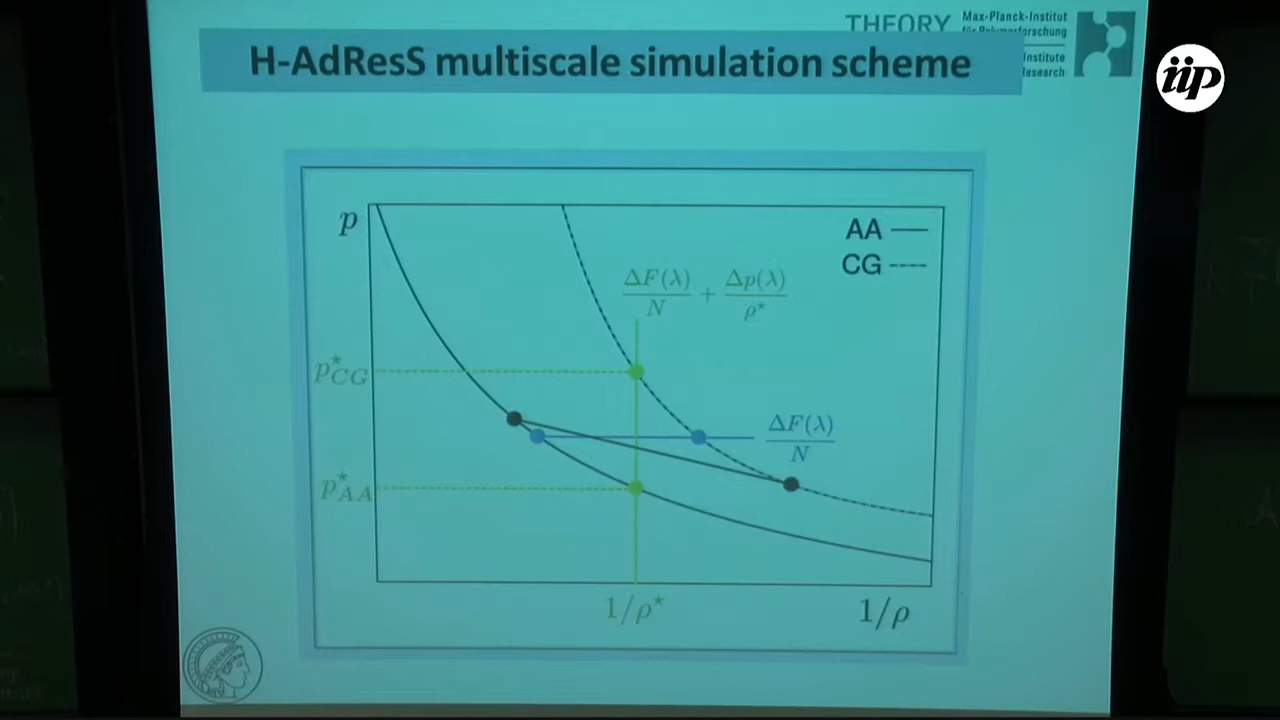 THEORY
Max-Planck-Institut
für Polymerforschung
Institute
Research
H-AdResS multiscale simulation scheme
iip
p
AA
CG
ΔF(λ)/N + Δp(λ)/ρ*
p*CG
ΔF(λ)/N
p*AA
1/ρ*
1/ρ